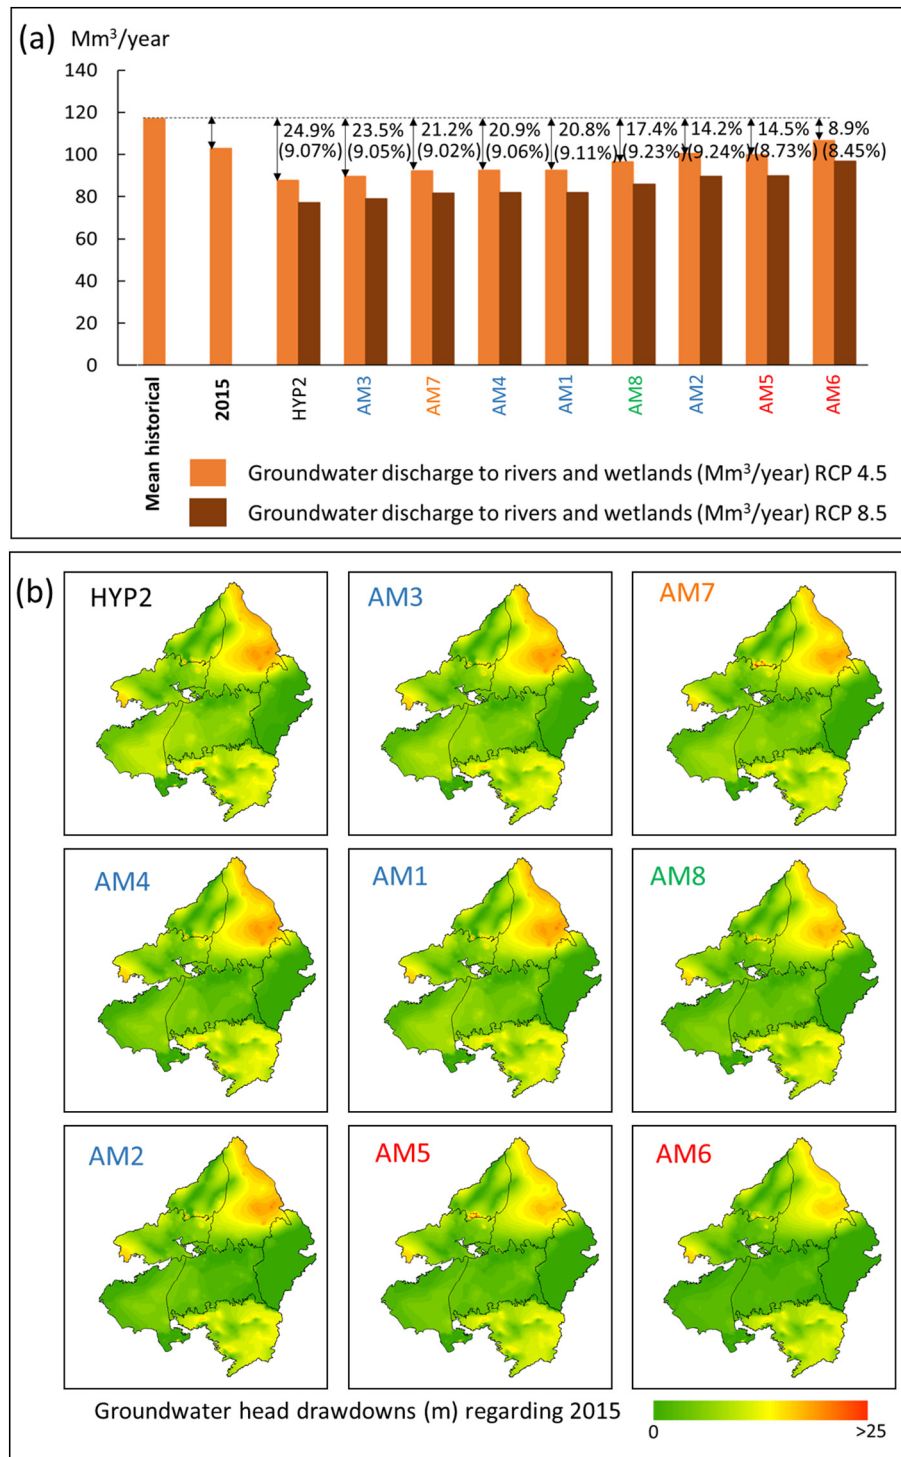 (a) Mm³/year
140
120
100
80
60
40
20
0
24.9% 23.5% 21.2% 20.9% 20.8% 17.4% 14.2% 14.5% 8.9%
(9.07%) (9.05%) (9.02%) (9.06%) (9.11%) (9.23%) (9.24%) (8.73%) (8.45%)
Mean historical
2015
HYP2
AM3
AM7
AM4
AM1
AM8
AM2
AM5
AM6
Groundwater discharge to rivers and wetlands (Mm³/year) RCP 4.5
Groundwater discharge to rivers and wetlands (Mm³/year) RCP 8.5
(b)
HYP2 AM3 AM7
AM4 AM1 AM8
AM2 AM5 AM6
Groundwater head drawdowns (m) regarding 2015
0 >25